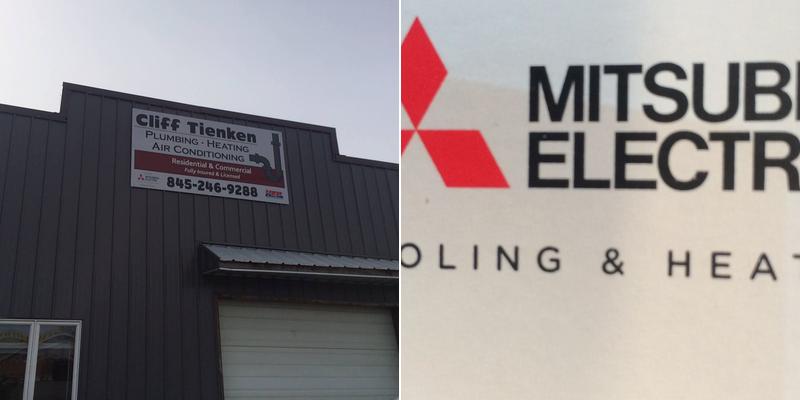 Cliff Tienken
Plumbing - Heating
Air Conditioning
Residential & Commercial
Fully Insured & Licensed
845-246-9288
MITSUBI
ELECTR
OLING & HEAT